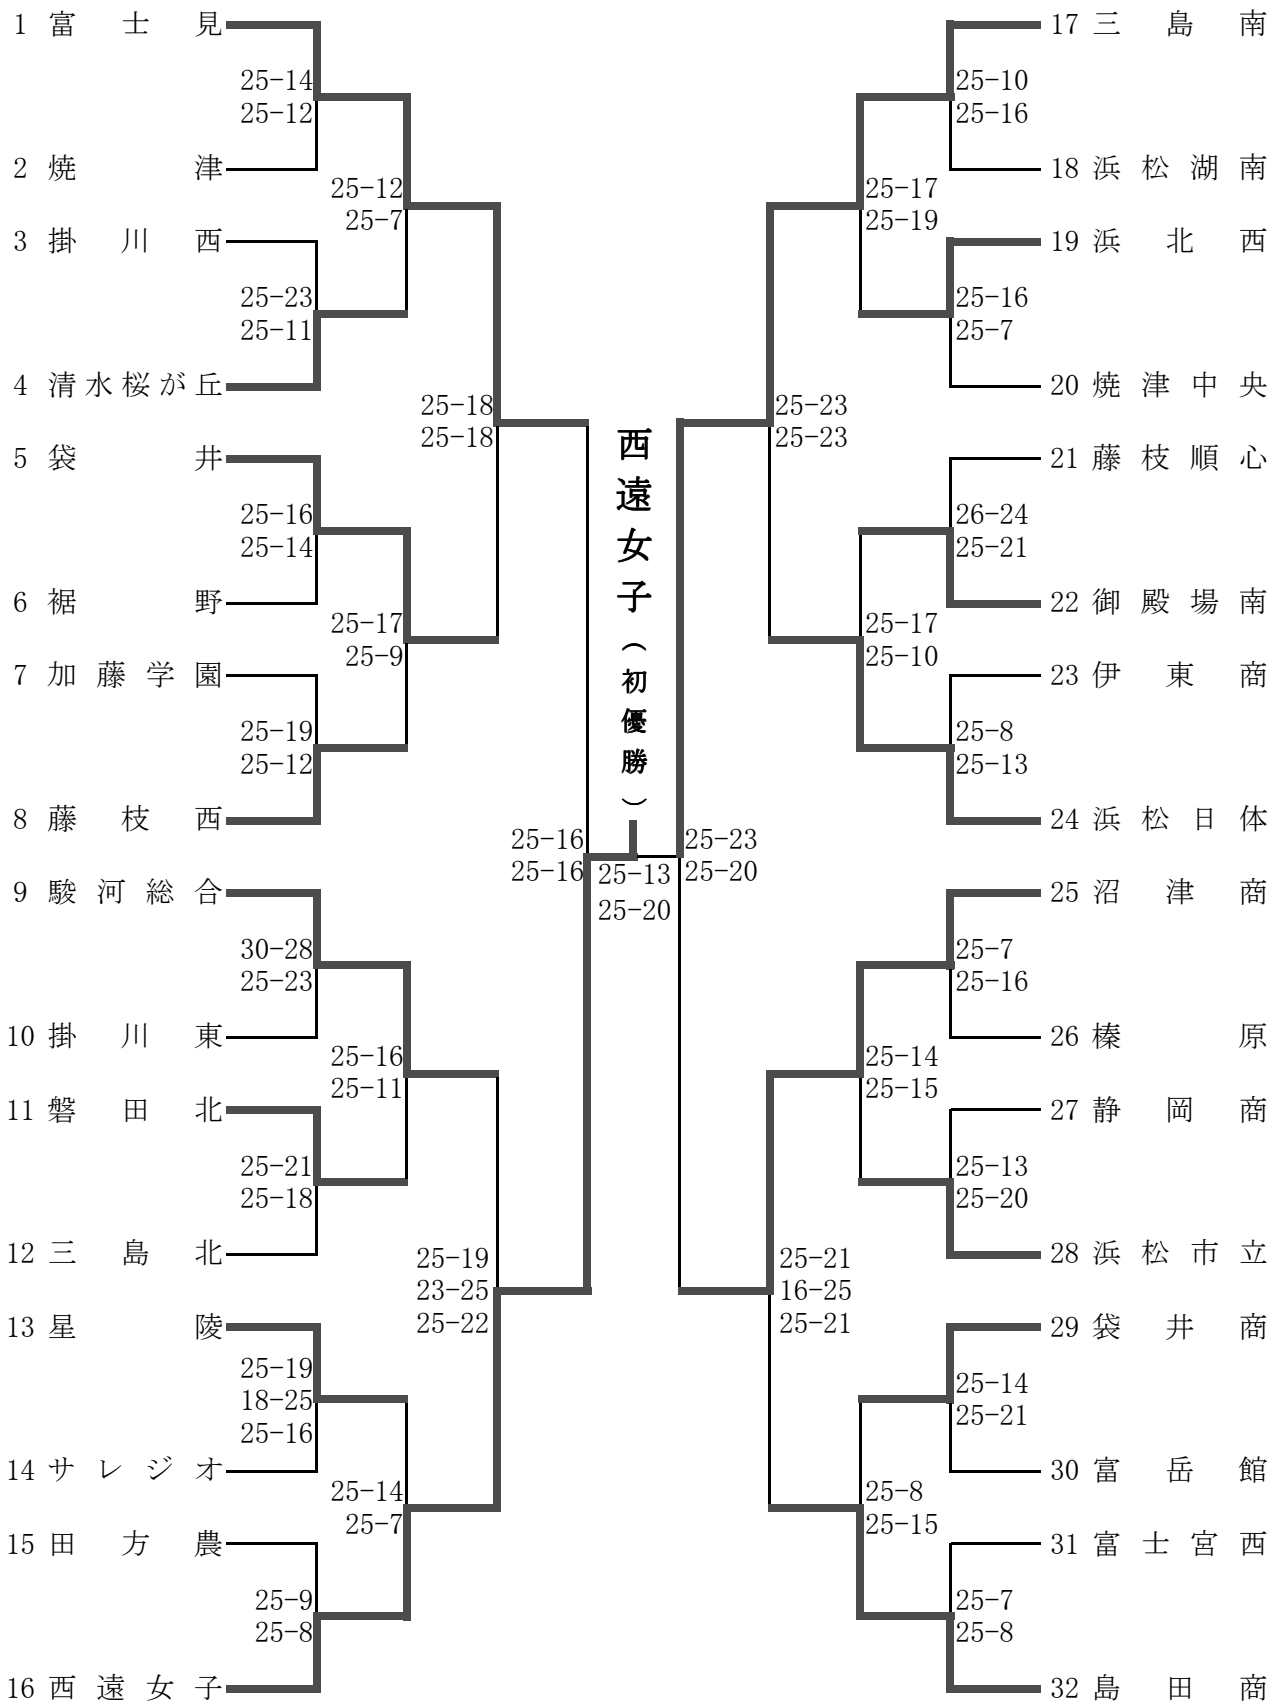 1 富士見
25-14
25-12
2 焼津
25-12
25-7
3 掛川西
25-23
25-11
4 清水桜が丘
25-18
25-18
5 袋井
25-16
25-14
6 裾野
25-17
25-9
7 加藤学園
25-19
25-12
8 藤枝西
25-16
25-16
9 駿河総合
30-28
25-23
10 掛川東
25-16
25-11
11 磐田北
25-21
25-18
12 三島北
25-19
23-25
25-22
13 星陵
25-19
18-25
25-16
14 サレジオ
25-14
25-7
15 田方農
25-9
25-8
16 西遠女子
西遠女子(初優勝)
25-13
25-20
17 三島南
25-10
25-16
18 浜松湖南
25-17
25-19
19 浜北西
25-16
25-7
20 焼津中央
25-23
25-23
21 藤枝順心
26-24
25-21
22 御殿場南
25-17
25-10
23 伊東商
25-8
25-13
24 浜松日体
25-23
25-20
25 沼津商
25-7
25-16
26 榛原
25-14
25-15
27 静岡商
25-13
25-20
28 浜松市立
25-21
16-25
25-21
29 袋井商
25-14
25-21
30 富岳館
25-8
25-15
31 富士宮西
25-7
25-8
32 島田商